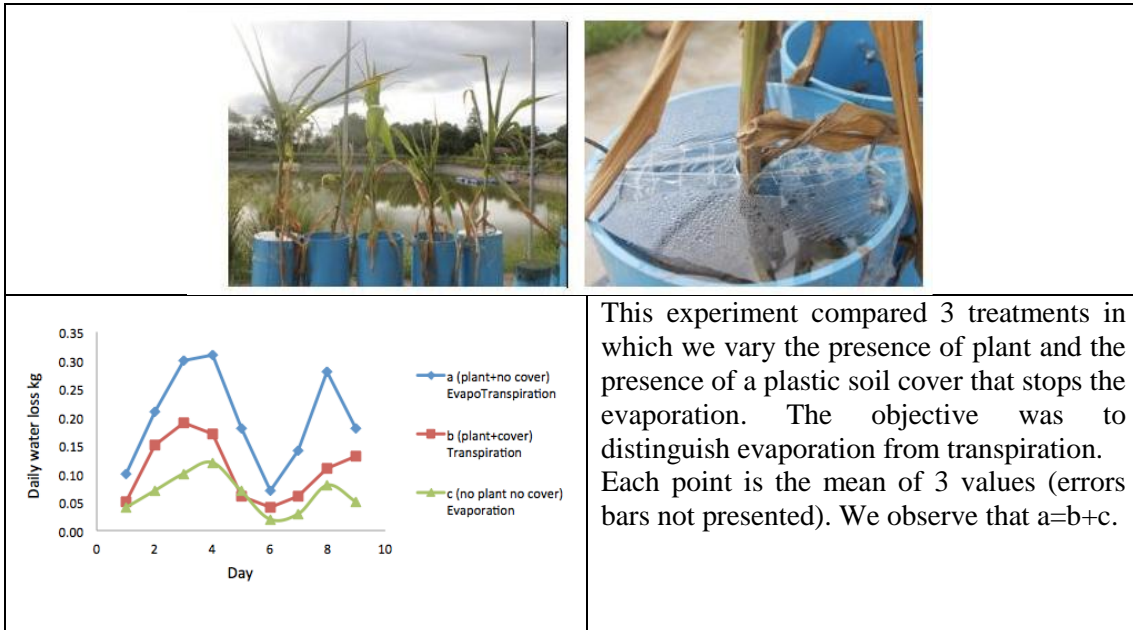 0.35
0.30
0.25
0.20
0.15
0.10
0.05
0.00
Daily water loss kg
0 2 4 6 8 10
Day
a (plant+no cover)
EvapoTranspiration
b (plant+cover)
Transpiration
c (no plant no cover)
Evaporation
This experiment compared 3 treatments in
which we vary the presence of plant and the
presence of a plastic soil cover that stops the
evaporation. The objective was to
distinguish evaporation from transpiration.
Each point is the mean of 3 values (errors
bars not presented). We observe that a=b+c.